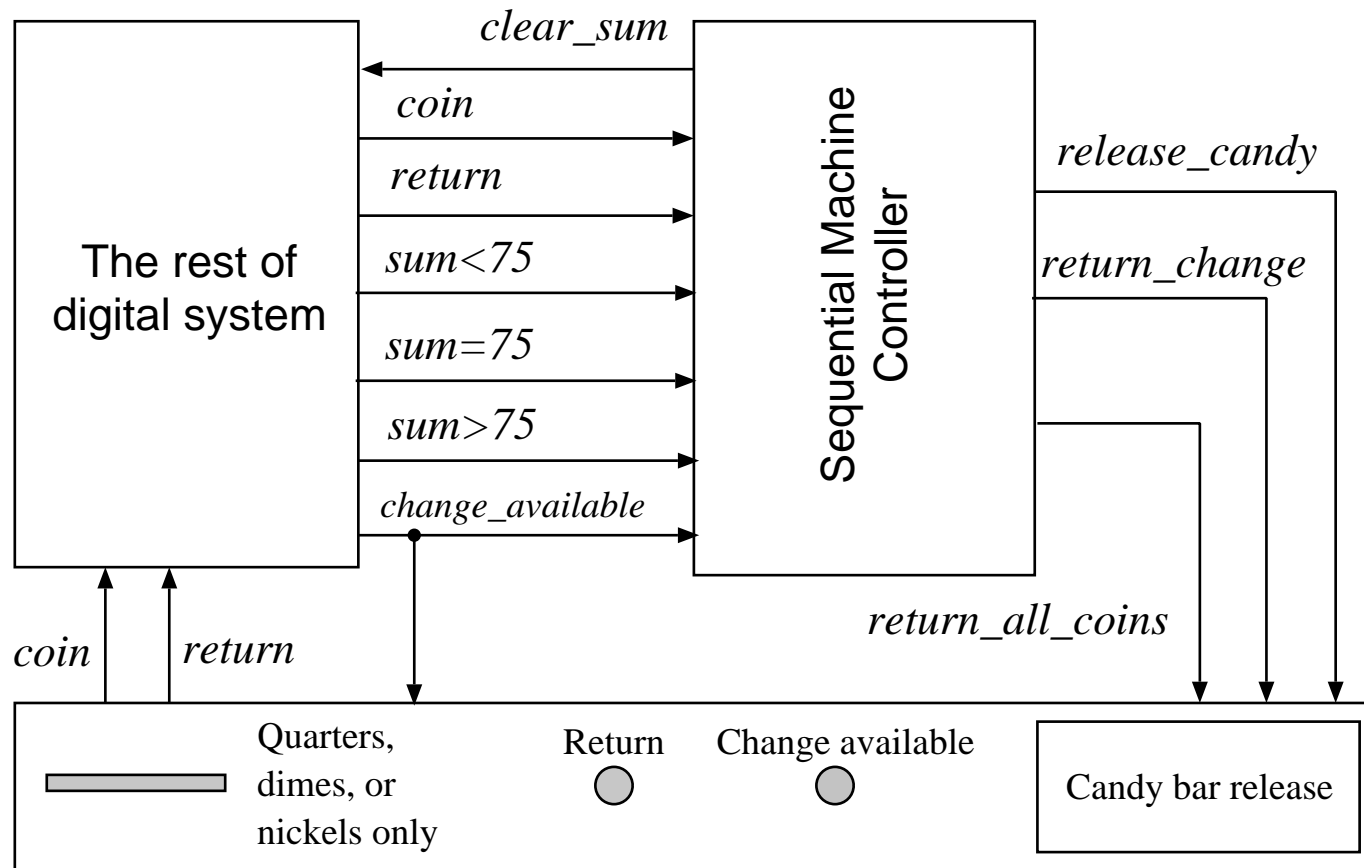 clear_sum
coin
return
sum<75
sum=75
sum>75
change_available
The rest of
digital system
Sequential Machine
Controller
release_candy
return_change
return_all_coins
coin
return
Quarters,
dimes, or
nickels only
Return
Change available
Candy bar release